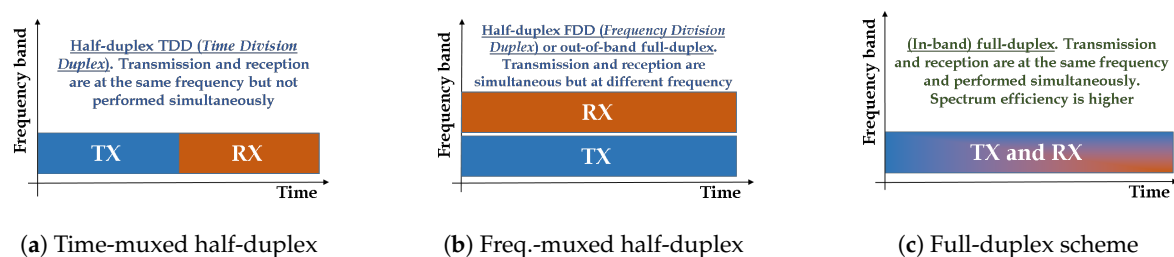 Frequency band
Half-duplex TDD (Time Division
Duplex). Transmission and reception
are at the same frequency but not
performed simultaneously
TX
RX
Time
(a) Time-muxed half-duplex
Frequency band
Half-duplex FDD (Frequency Division
Duplex) or out-of-band full-duplex.
Transmission and reception are
simultaneous but at different frequency
RX
TX
Time
(b) Freq.-muxed half-duplex
Frequency band
(In-band) full-duplex. Transmission
and reception are at the same frequency
and performed simultaneously.
Spectrum efficiency is higher
TX and RX
Time
(c) Full-duplex scheme